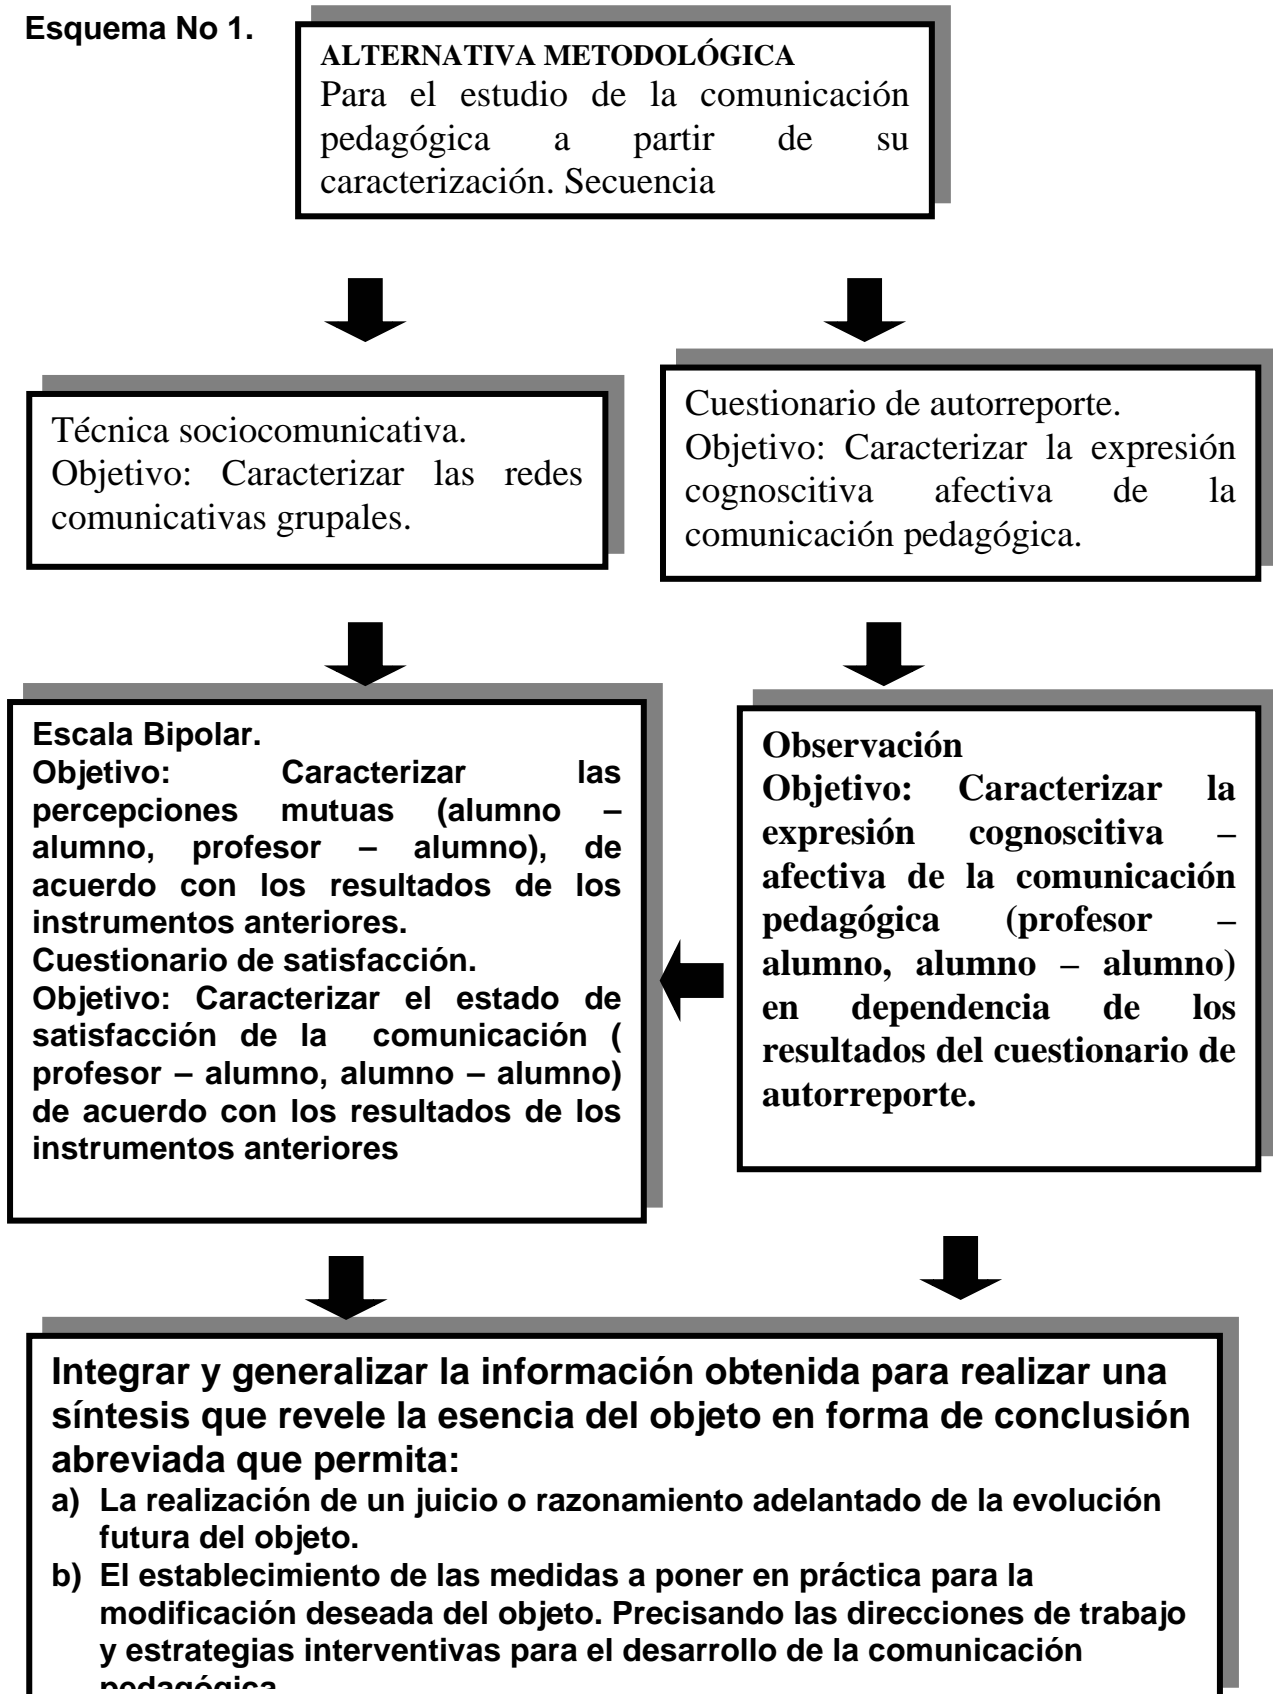 Esquema No 1.
ALTERNATIVA METODOLÓGICA
Para el estudio de la comunicación
pedagógica a partir de su
caracterización. Secuencia
Técnica sociocomunicativa.
Objetivo: Caracterizar las redes
comunicativas grupales.
Cuestionario de autorreporte.
Objetivo: Caracterizar la expresión
cognoscitiva afectiva de la
comunicación pedagógica.
Escala Bipolar.
Objetivo: Caracterizar las
percepciones mutuas (alumno –
alumno, profesor – alumno), de
acuerdo con los resultados de los
instrumentos anteriores.
Cuestionario de satisfacción.
Objetivo: Caracterizar el estado de
satisfacción de la comunicación (
profesor – alumno, alumno – alumno)
de acuerdo con los resultados de los
instrumentos anteriores
Observación
Objetivo: Caracterizar la
expresión cognoscitiva –
afectiva de la comunicación
pedagógica (profesor –
alumno, alumno – alumno)
en dependencia de los
resultados del cuestionario de
autorreporte.
Integrar y generalizar la información obtenida para realizar una
síntesis que revele la esencia del objeto en forma de conclusión
abreviada que permita:
a) La realización de un juicio o razonamiento adelantado de la evolución
futura del objeto.
b) El establecimiento de las medidas a poner en práctica para la
modificación deseada del objeto. Precisando las direcciones de trabajo
y estrategias interventivas para el desarrollo de la comunicación
pedagógica